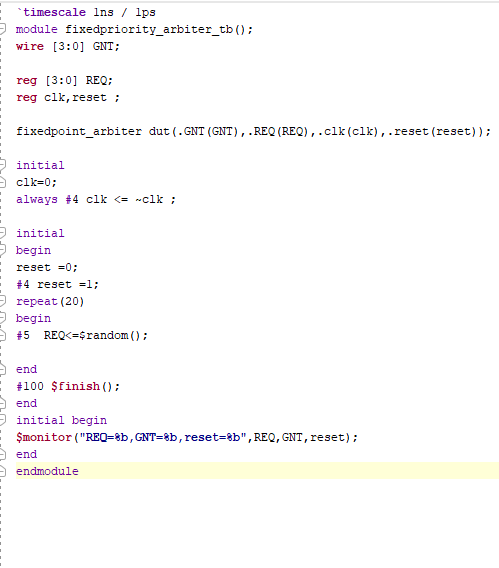 `timescale 1ns / 1ps
module fixedpriority_arbiter_tb();
wire [3:0] GNT;
reg [3:0] REQ;
reg clk,reset ;
fixedpoint_arbiter dut(.GNT(GNT),.REQ(REQ),.clk(clk),.reset(reset));
initial
clk=0;
always #4 clk <= ~clk ;
initial
begin
reset =0;
#4 reset =1;
repeat(20)
begin
#5  REQ<=$random();
end
#100 $finish();
end
initial begin
$monitor("REQ=%b,GNT=%b,reset=%b",REQ,GNT,reset);
end
endmodule